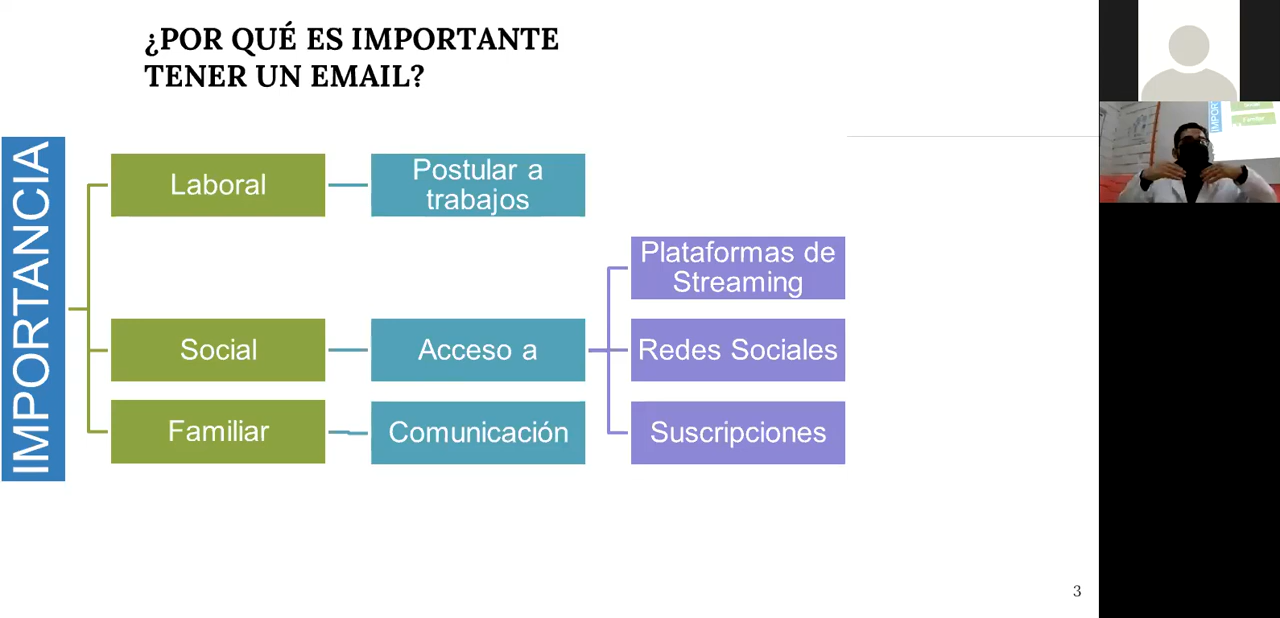 ¿POR QUÉ ES IMPORTANTE
TENER UN EMAIL?
IMPORTANCIA
Laboral
Postular a
trabajos
Social
Acceso a
Plataformas de
Streaming
Redes Sociales
Suscripciones
Familiar
Comunicación
3